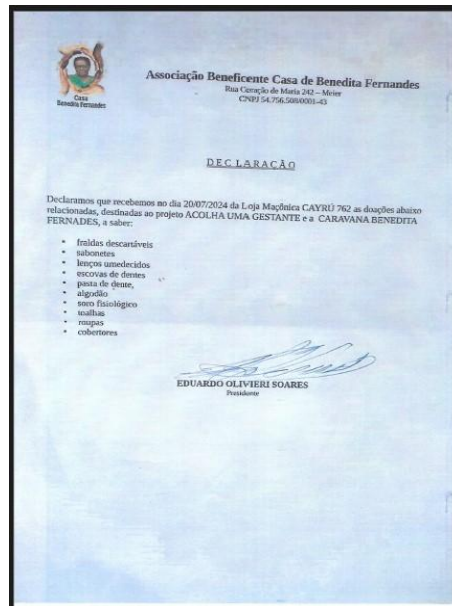 Casa
Benedita Fernandes
Associação Beneficente Casa de Benedita Fernandes
Rua Coração de Maria 242 – Meier
CNPJ 54.756.508/0001-43
DECLARAÇÃO
Declaramos que recebemos no dia 20/07/2024 da Loja Maçônica CAYRÚ 762 as doações abaixo
relacionadas, destinadas ao projeto ACOLHA UMA GESTANTE e a CARAVANA BENEDITA
FERNADES, a saber:
• fraldas descartáveis
• sabonetes
• lenços umedecidos
• escovas de dentes
• pasta de dente,
• algodão
• soro fisiológico
• toalhas
• roupas
• cobertores
EDUARDO OLIVIERI SOARES
Presidente